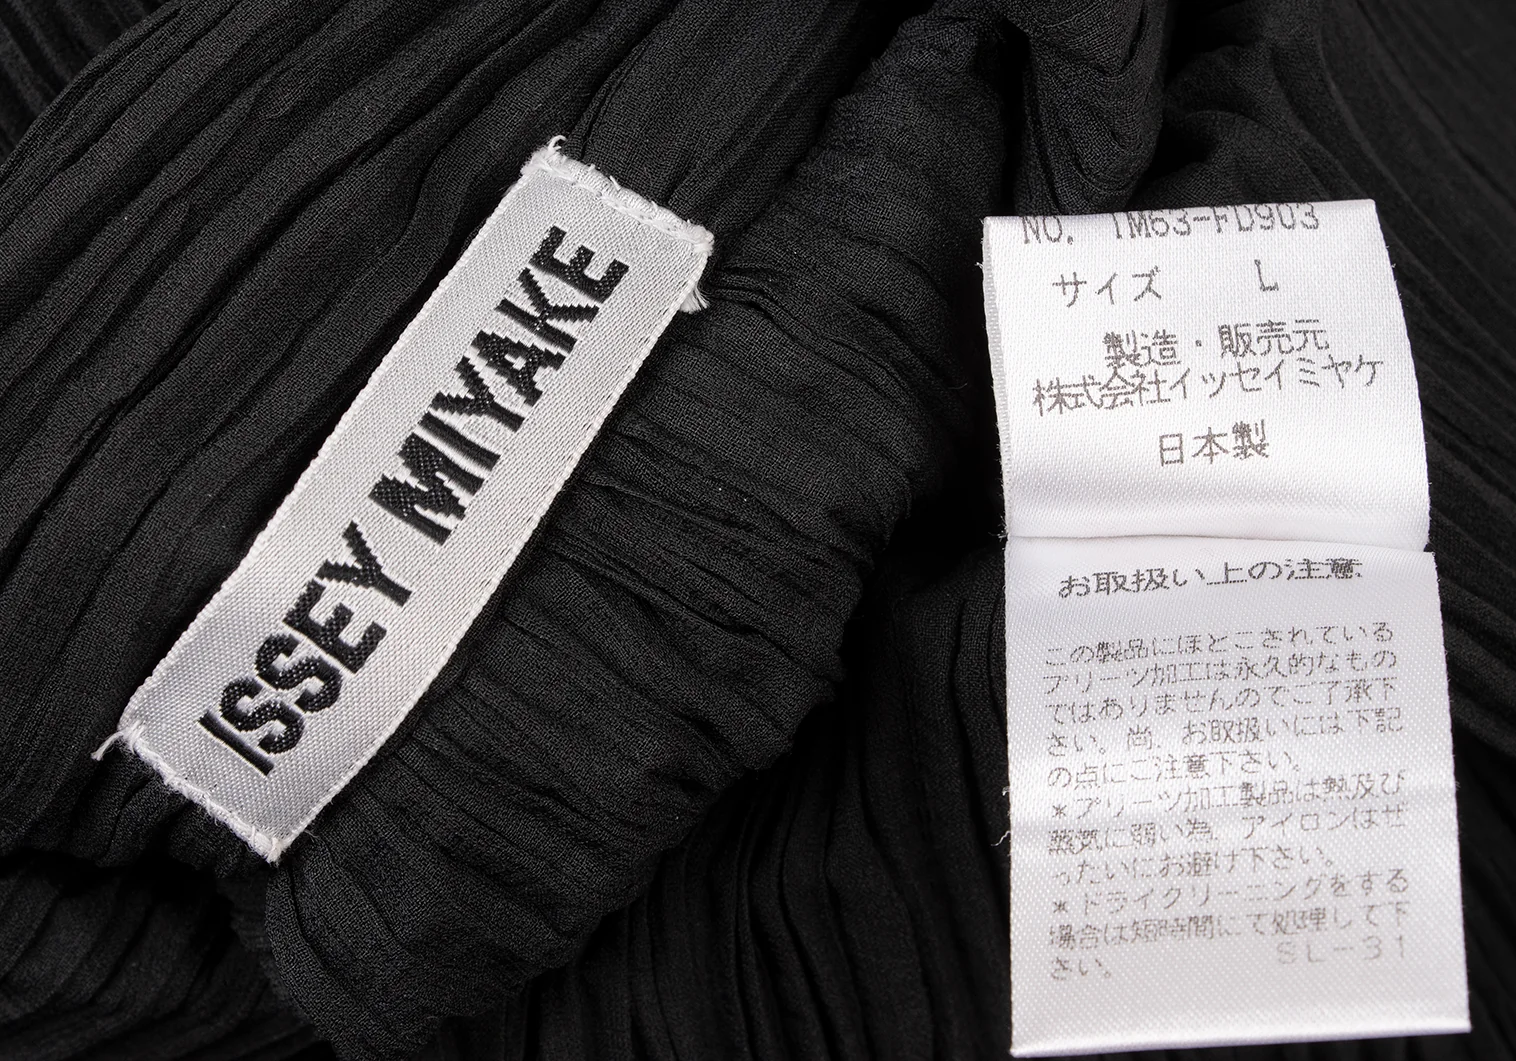 ISSEY MIYAKE
NO. IM63-FD903
サイズ L
製造・販売元
株式会社イッセイミヤケ
日本製
お取扱い上の注意
この製品にほどこされている
プリーツ加工は永久的なもの
ではありませんのでご了承下
さい。尚、お取扱いには下記
の点にご注意下さい。
*プリーツ加工製品は熱及び
蒸気に弱い為、アイロンはぜ
ったいにお避け下さい。
*ドライクリーニングをする
場合は短時間にて処理して下
さい。 SL-31